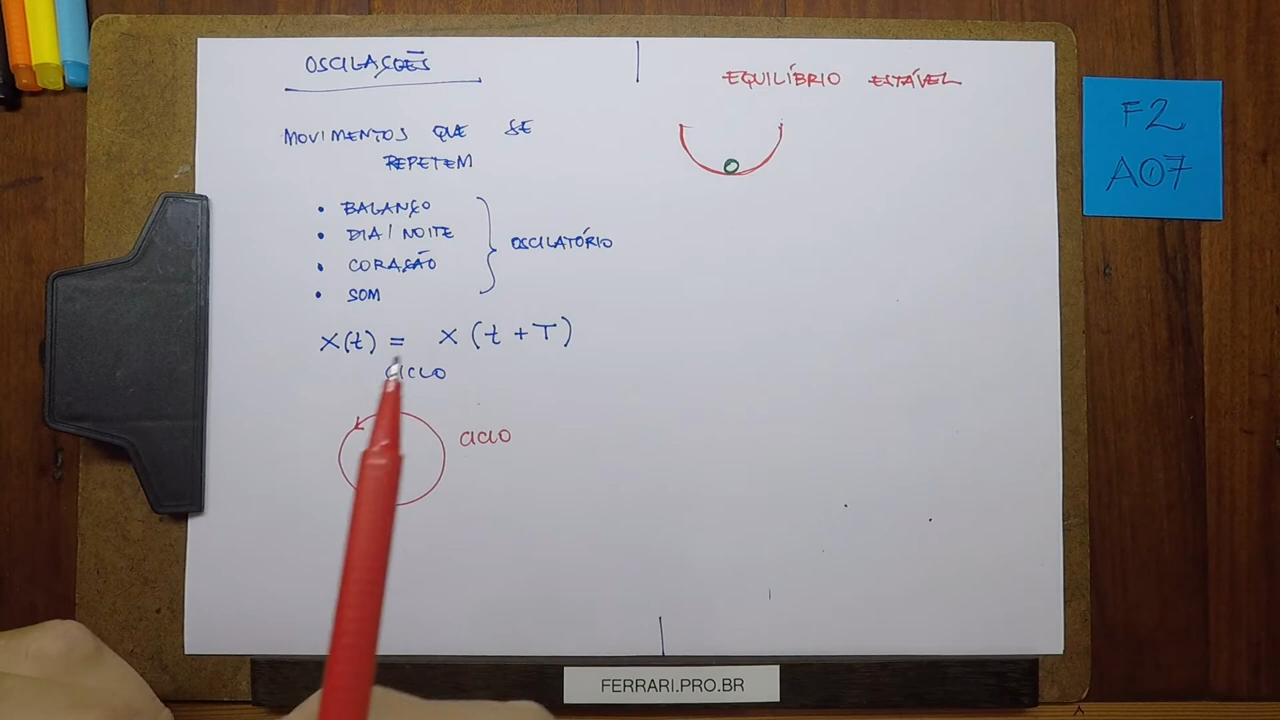 OSCILAÇÕES
MOVIMENTOS QUE SE
REPETEM
• BALANÇO
• DIA/NOITE
• CORAÇÃO
• SOM
OSCILATÓRIO
X(t) = X(t+T)
CICLO
CICLO
EQUILÍBRIO ESTÁVEL
F2
A07
FERRARI.PRO.BR